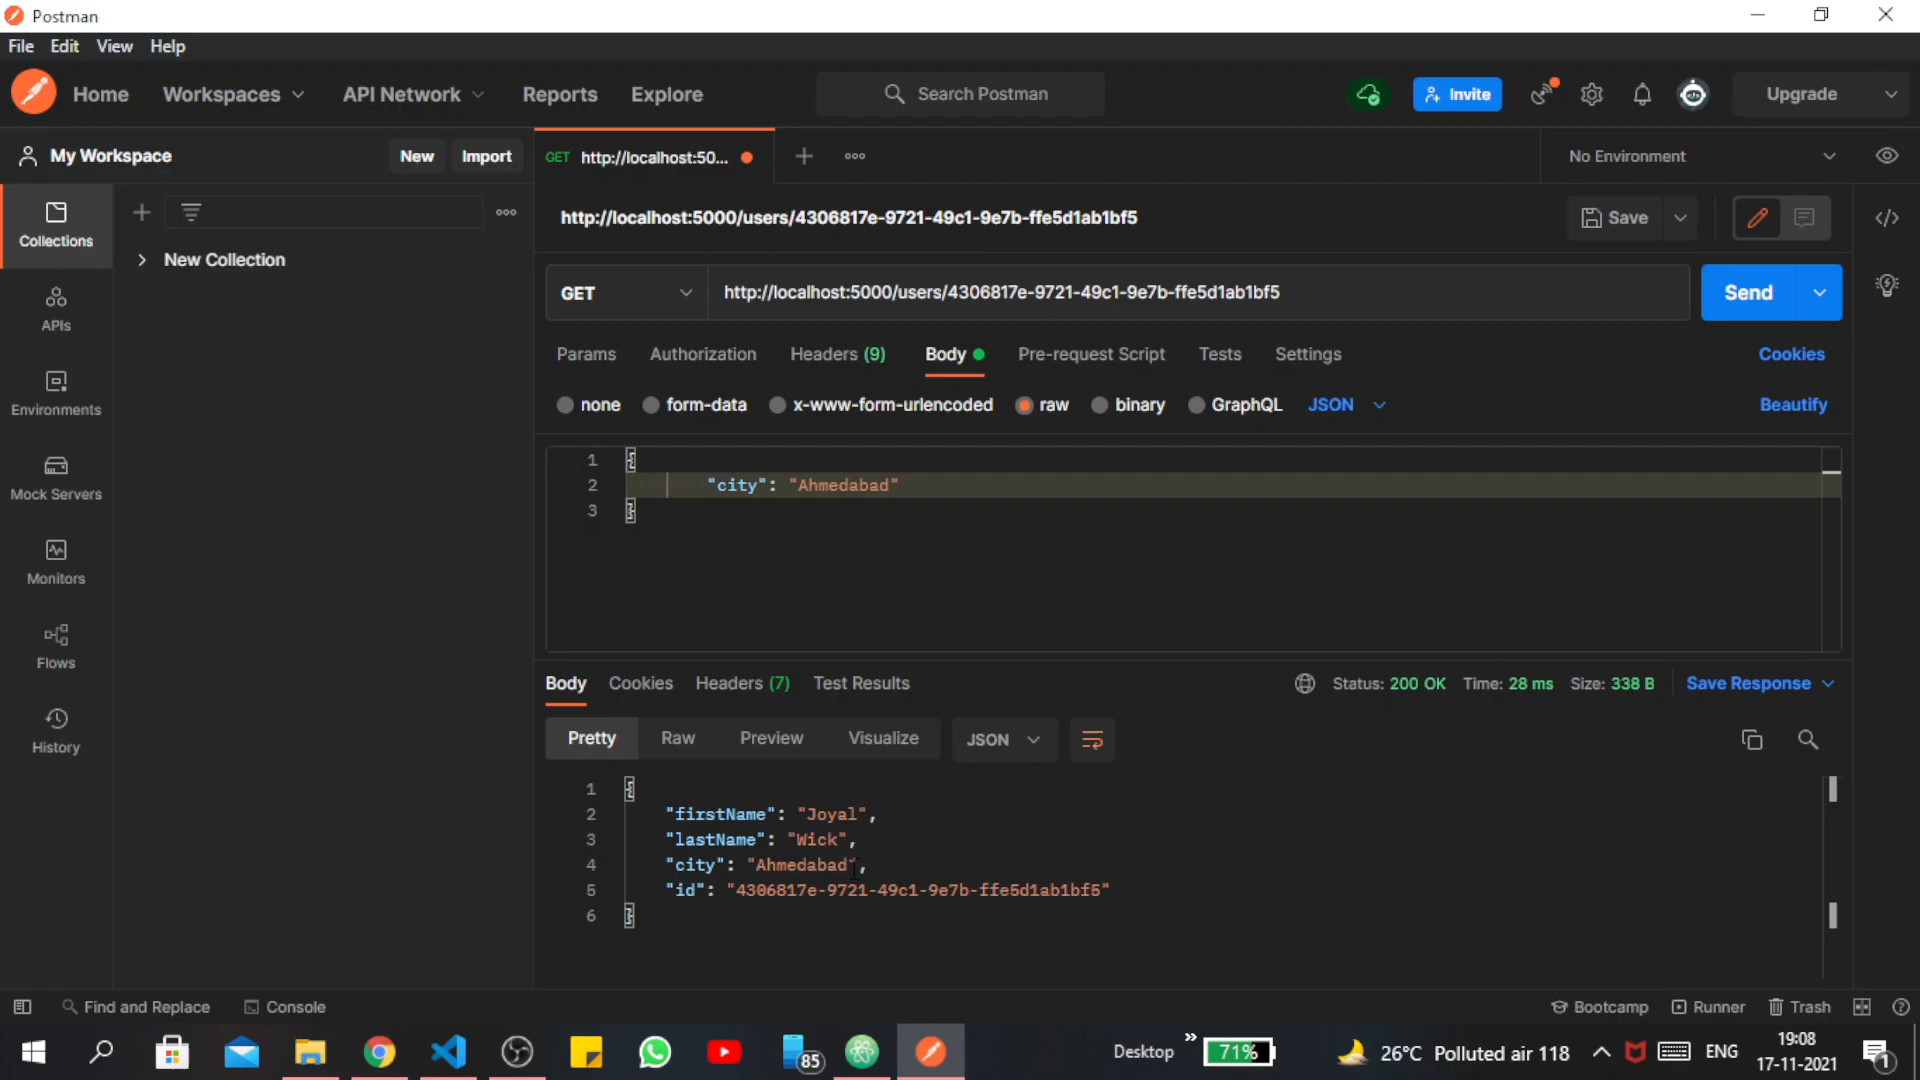 Postman
File Edit View Help
Home Workspaces API Network Reports Explore Search Postman Invite Upgrade
My Workspace New Import GET http://localhost:50... No Environment
http://localhost:5000/users/4306817e-9721-49c1-9e7b-ffe5d1ab1bf5 Save
Collections
New Collection
GET http://localhost:5000/users/4306817e-9721-49c1-9e7b-ffe5d1ab1bf5 Send
APIs
Params Authorization Headers (9) Body Pre-request Script Tests Settings Cookies
Environments
none form-data x-www-form-urlencoded raw binary GraphQL JSON Beautify
1 {
2 "city": "Ahmedabad"
3 }
Mock Servers
Monitors
Flows
History
Body Cookies Headers (7) Test Results Status: 200 OK Time: 28 ms Size: 338 B Save Response
Pretty Raw Preview Visualize JSON
1 {
2 "firstName": "Joyal",
3 "lastName": "Wick",
4 "city": "Ahmedabad",
5 "id": "4306817e-9721-49c1-9e7b-ffe5d1ab1bf5"
6 }
Find and Replace Console Bootcamp Runner Trash
85 Desktop 71% 26°C Polluted air 118 ENG 19:08
17-11-2021 1